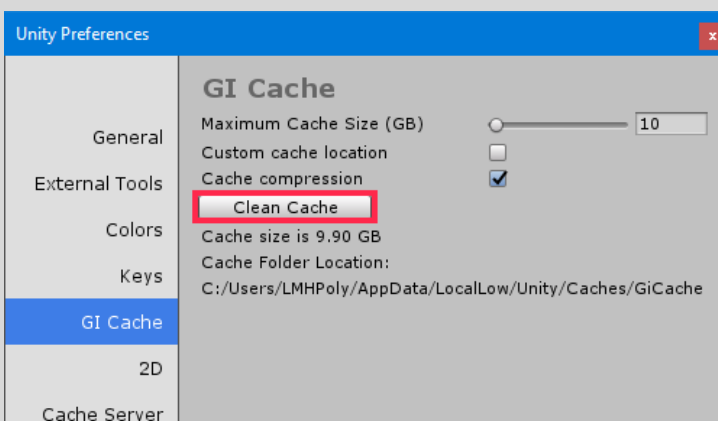 Unity Preferences
x
General
External Tools
Colors
Keys
GI Cache
2D
Cache Server
GI Cache
Maximum Cache Size (GB)
10
Custom cache location
Cache compression
Clean Cache
Cache size is 9.90 GB
Cache Folder Location:
C:/Users/LMHPoly/AppData/LocalLow/Unity/Caches/GiCache